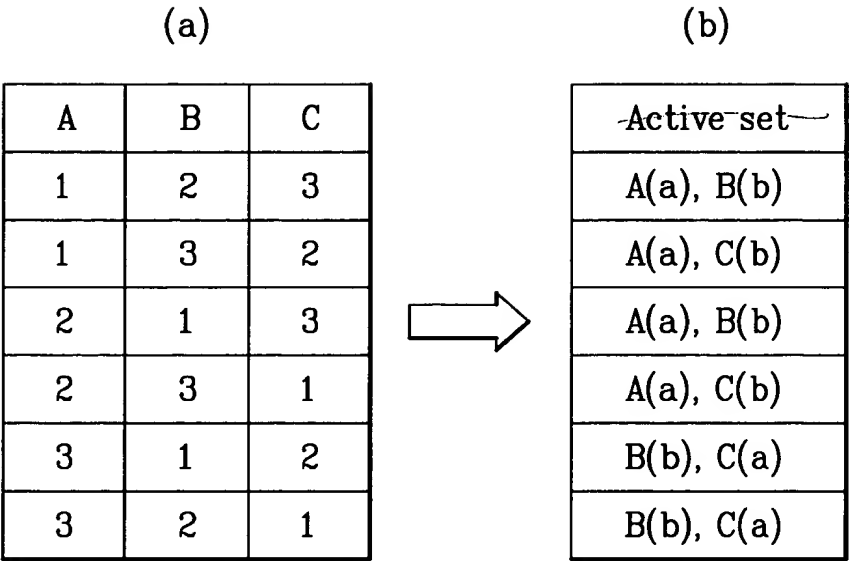 (a) (b)
A B C Active set
1 2 3 A(a), B(b)
1 3 2 A(a), C(b)
2 1 3 A(a), B(b)
2 3 1 A(a), C(b)
3 1 2 B(b), C(a)
3 2 1 B(b), C(a)